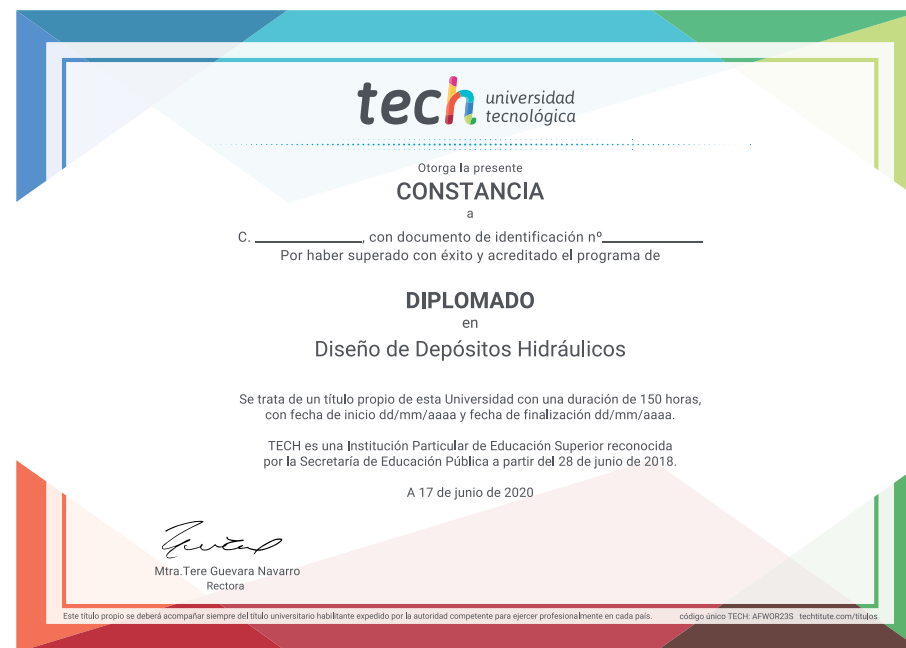 tech universidad
tecnológica
Otorga la presente
CONSTANCIA
a
C. ____________, con documento de identificación nº____________
Por haber superado con éxito y acreditado el programa de
DIPLOMADO
en
Diseño de Depósitos Hidráulicos
Se trata de un título propio de esta Universidad con una duración de 150 horas,
con fecha de inicio dd/mm/aaaa y fecha de finalización dd/mm/aaaa.
TECH es una Institución Particular de Educación Superior reconocida
por la Secretaría de Educación Pública a partir del 28 de junio de 2018.
A 17 de junio de 2020
Mtra.Tere Guevara Navarro
Rectora
Este título propio se deberá acompañar siempre del título universitario habilitante expedido por la autoridad competente para ejercer profesionalmente en cada país. código único TECH: AFWOR23S techtitute.com/titulos